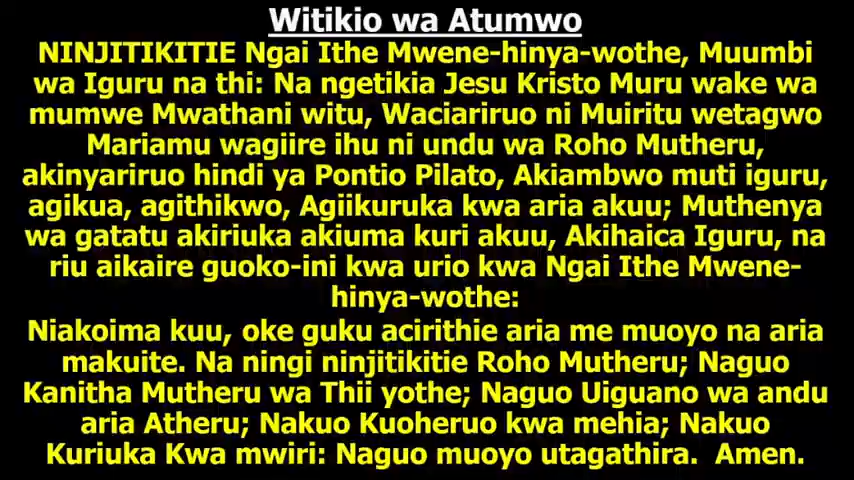 Witikio wa Atumwo
NINJITIKITIE Ngai Ithe Mwene-hinya-wothe, Muumbi
wa Iguru na thi: Na ngetikia Jesu Kristo Muru wake wa
mumwe Mwathani witu, Waciariruo ni Muiritu wetagwo
Mariamu wagiire ihu ni undu wa Roho Mutheru,
akinyariruo hindi ya Pontio Pilato, Akiambwo muti iguru,
agikua, agithikwo, Agiikuruka kwa aria akuu; Muthenya
wa gatatu akiriuka akiuma kuri akuu, Akihaica Iguru, na
riu aikaire guoko-ini kwa urio kwa Ngai Ithe Mwene-
hinya-wothe:
Niakoima kuu, oke guku acirithie aria me muoyo na aria
makuite. Na ningi ninjitikitie Roho Mutheru; Naguo
Kanitha Mutheru wa Thii yothe; Naguo Uiguano wa andu
aria Atheru; Nakuo Kuoheruo kwa mehia; Nakuo
Kuriuka Kwa mwiri: Naguo muoyo utagathira. Amen.